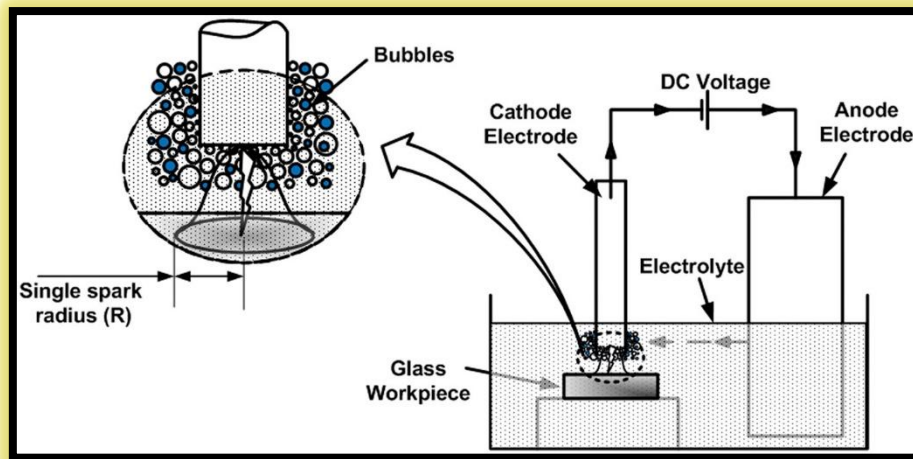 Bubbles
Single spark
radius (R)
DC Voltage
Cathode
Electrode
Anode
Electrode
Electrolyte
Glass
Workpiece